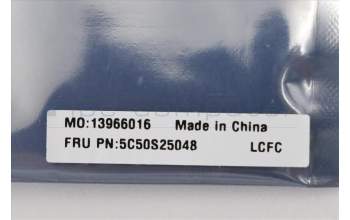 MO:13966016 Made in China
FRU PN:5C50S25048 LCFC